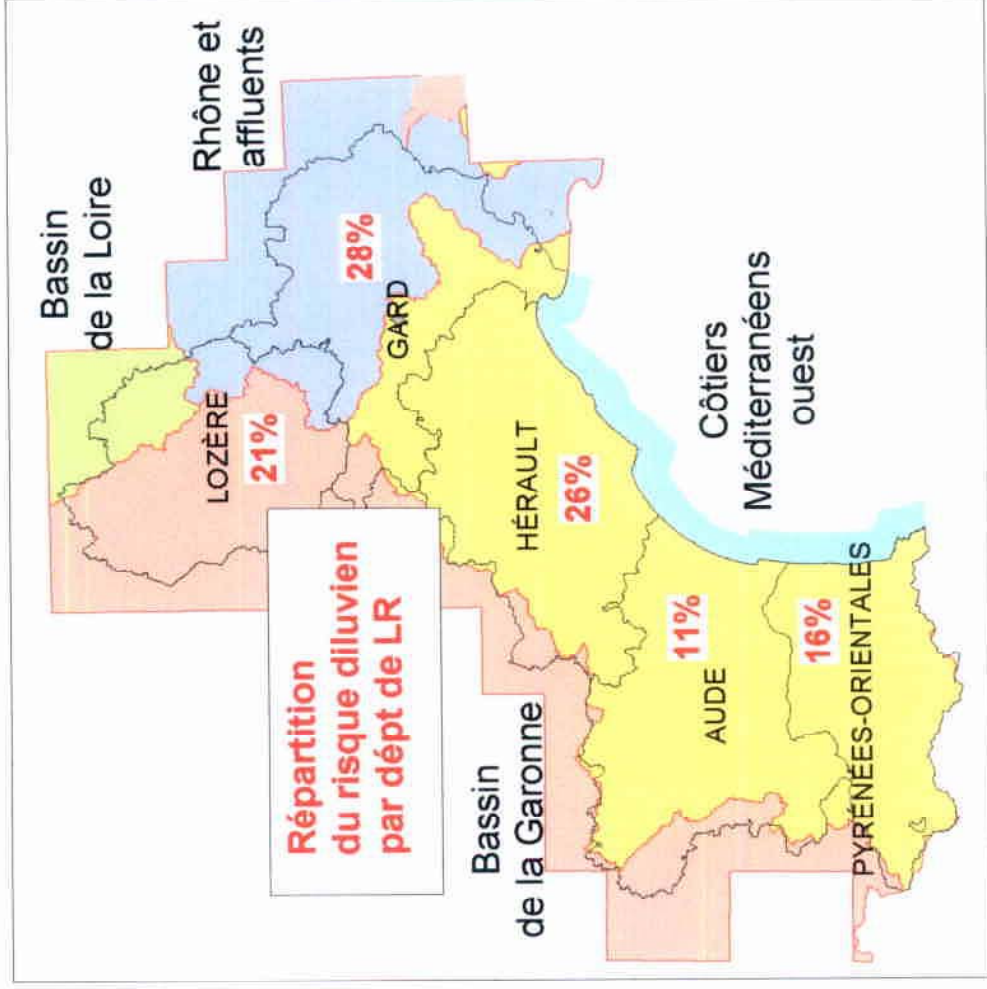 Bassin
de la Loire
Rhône et
affluents
LOZÈRE
21%
28%
GARD
Répartition
du risque diluvien
par dépt de LR
HÉRAULT
26%
Bassin
de la Garonne
Côtiers
Méditerranéens
ouest
11%
AUDE
16%
PYRÉNÉES-ORIENTALES